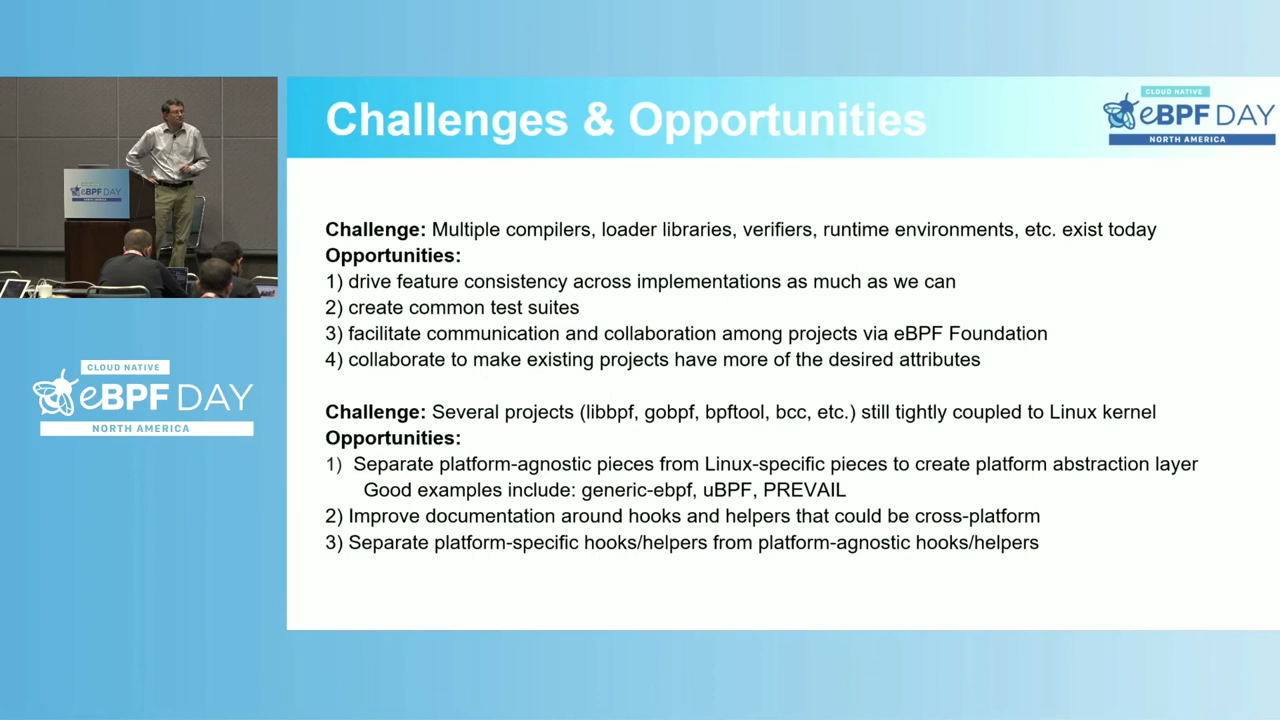 Challenges & Opportunities
CLOUD NATIVE
eBPF DAY
NORTH AMERICA
eBPF DAY
Challenge: Multiple compilers, loader libraries, verifiers, runtime environments, etc. exist today
Opportunities:
1) drive feature consistency across implementations as much as we can
2) create common test suites
3) facilitate communication and collaboration among projects via eBPF Foundation
4) collaborate to make existing projects have more of the desired attributes
Challenge: Several projects (libbpf, gobpf, bpftool, bcc, etc.) still tightly coupled to Linux kernel
Opportunities:
1) Separate platform-agnostic pieces from Linux-specific pieces to create platform abstraction layer
Good examples include: generic-ebpf, uBPF, PREVAIL
2) Improve documentation around hooks and helpers that could be cross-platform
3) Separate platform-specific hooks/helpers from platform-agnostic hooks/helpers
CLOUD NATIVE
eBPF DAY
NORTH AMERICA